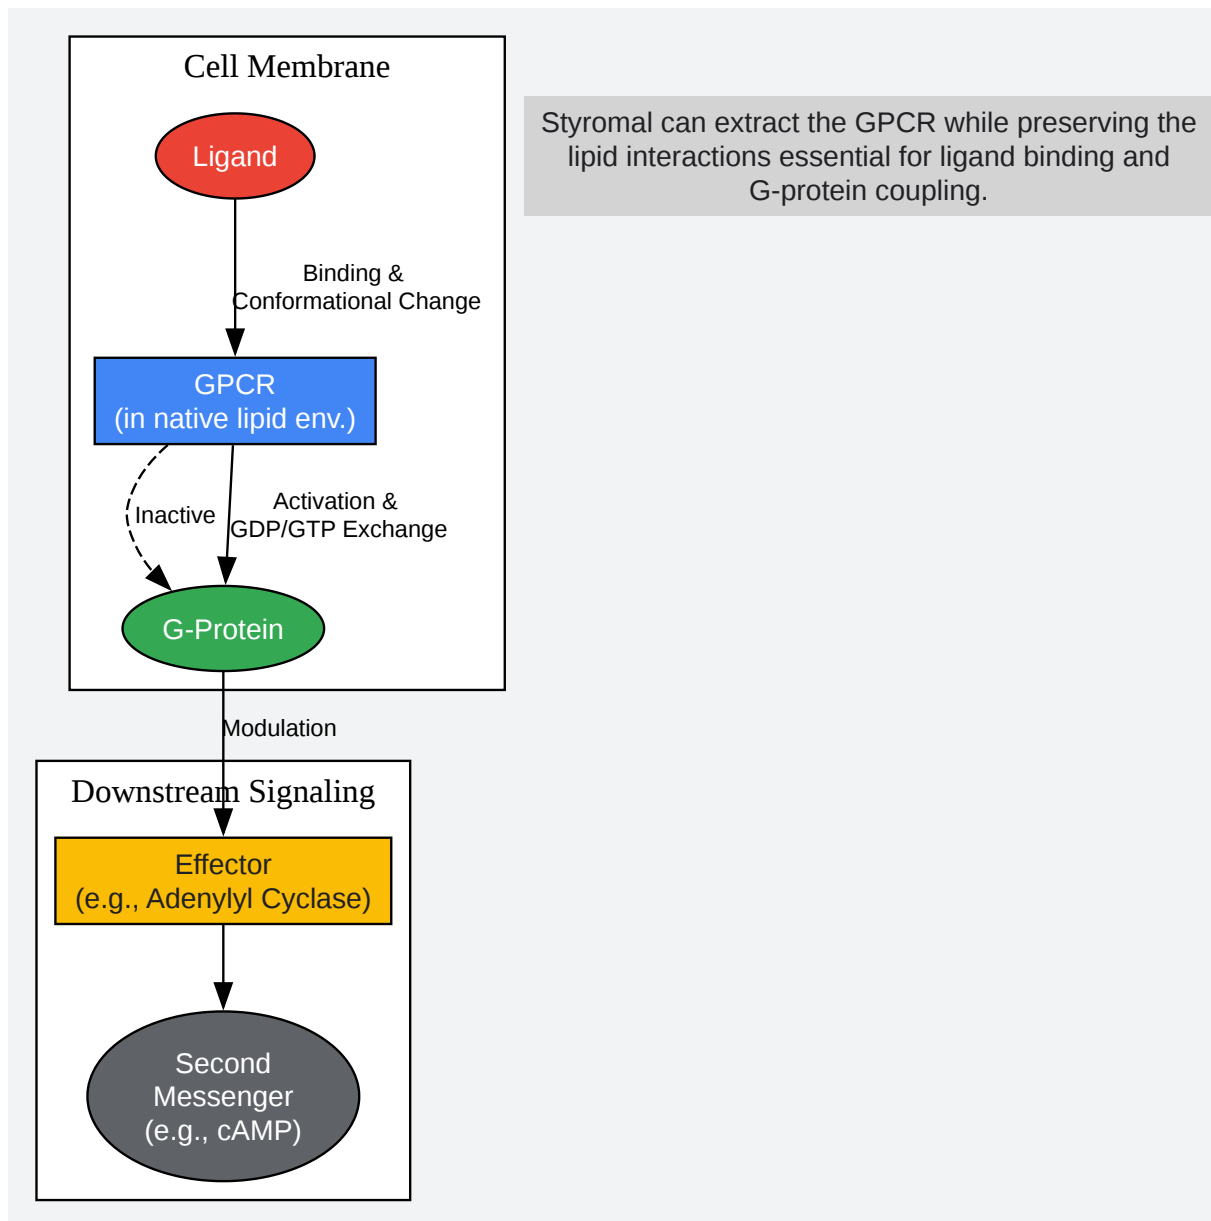 Cell Membrane
Ligand
Styromal can extract the GPCR while preserving the
lipid interactions essential for ligand binding and
G-protein coupling.
Binding &
Conformational Change
GPCR
(in native lipid env.)
Inactive
Activation &
GDP/GTP Exchange
G-Protein
Modulation
Downstream Signaling
Effector
(e.g., Adenylyl Cyclase)
Second
Messenger
(e.g., cAMP)